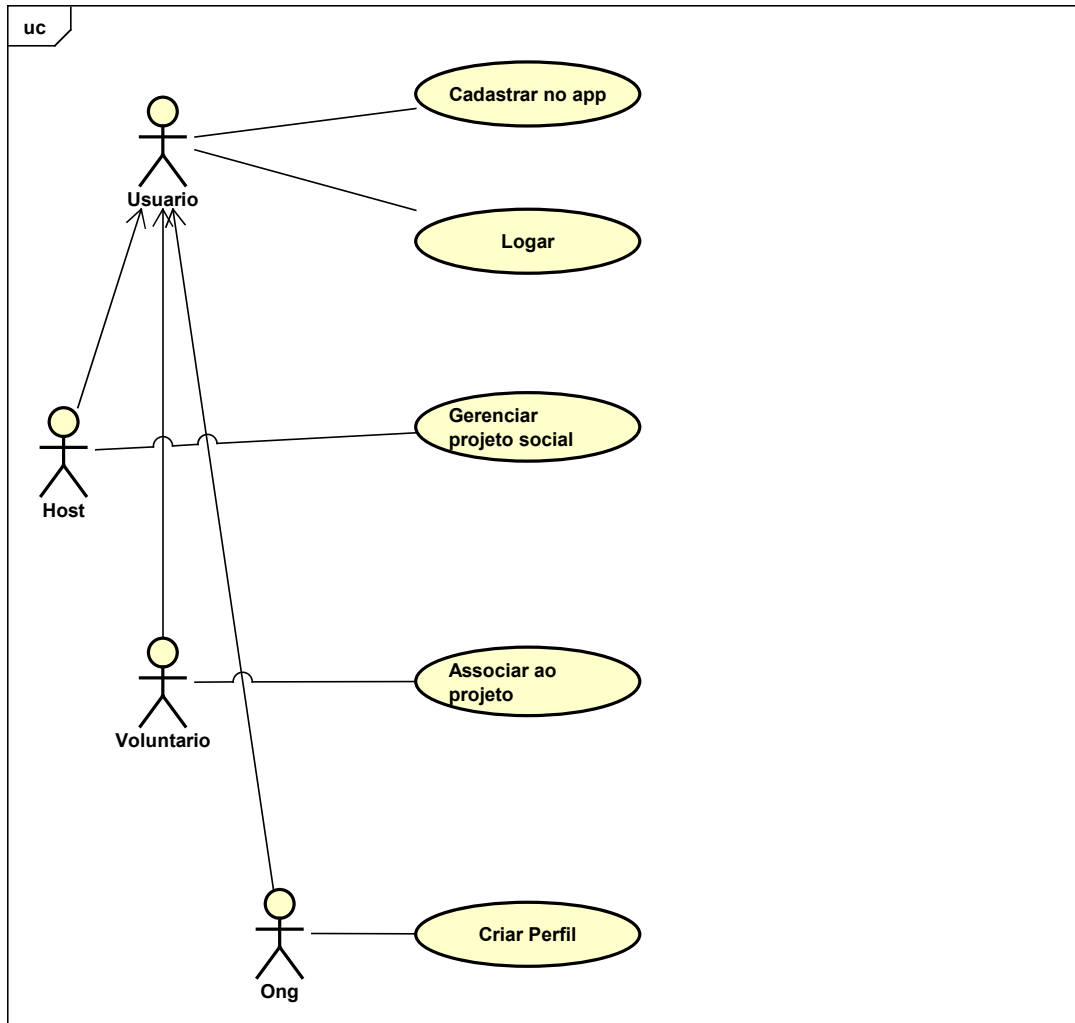 uc
Cadastrar no app
Usuario
Logar
Gerenciar
projeto social
Host
Associar ao
projeto
Voluntario
Criar Perfil
Ong